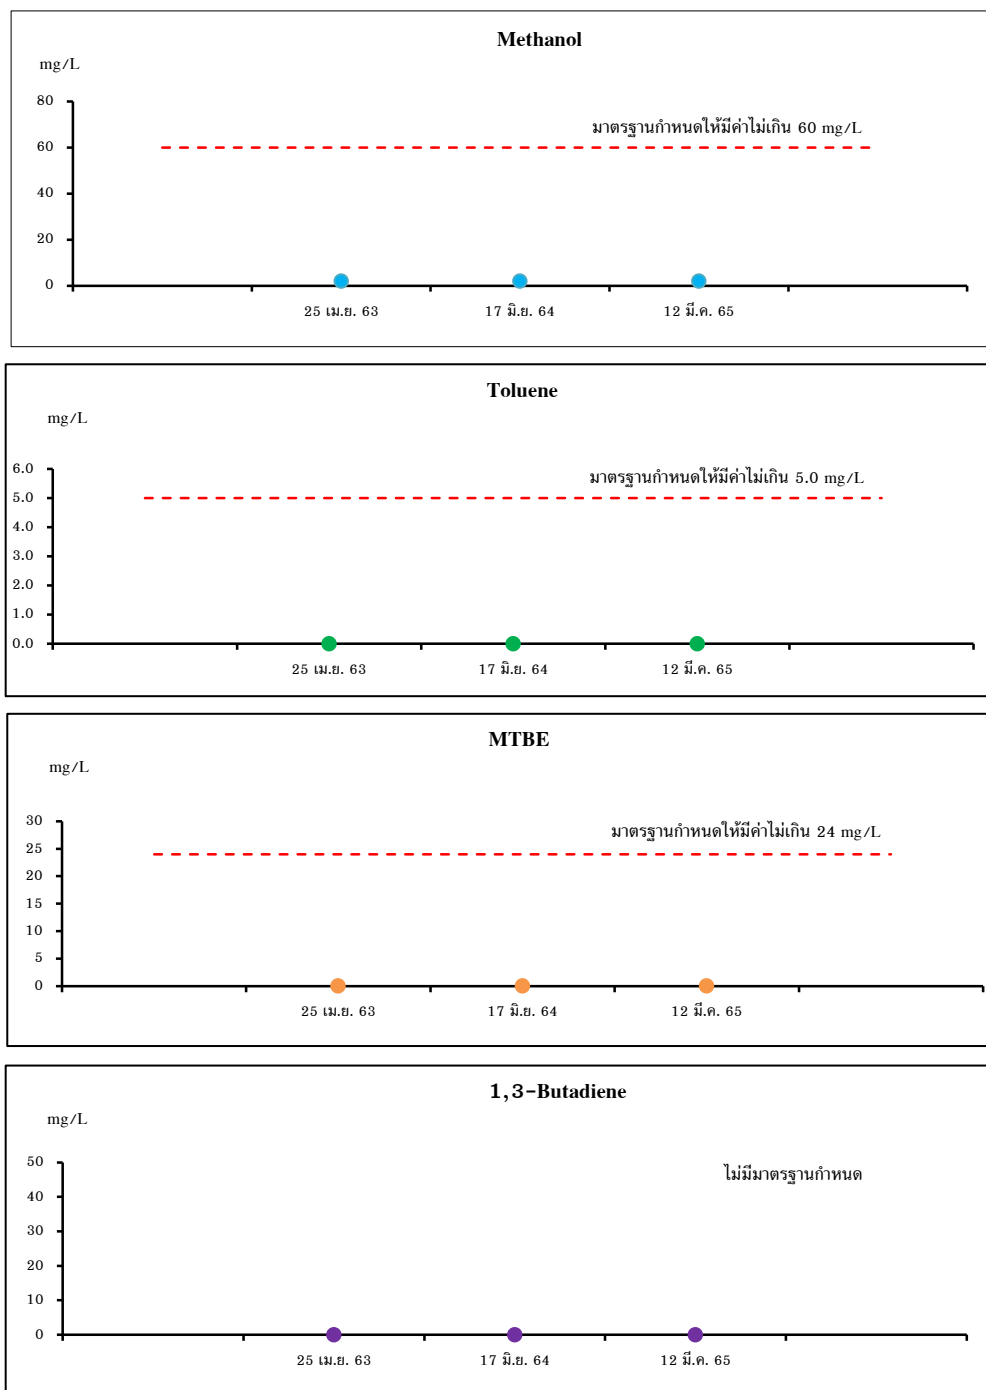 Methanol
mg/L
80
มาตรฐานกำหนดให้มีค่าไม่เกิน 60 mg/L
60
40
20
0
25 เม.ย. 63 17 มิ.ย. 64 12 มี.ค. 65
Toluene
mg/L
6.0
มาตรฐานกำหนดให้มีค่าไม่เกิน 5.0 mg/L
5.0
4.0
3.0
2.0
1.0
0.0
25 เม.ย. 63 17 มิ.ย. 64 12 มี.ค. 65
MTBE
mg/L
30
มาตรฐานกำหนดให้มีค่าไม่เกิน 24 mg/L
25
20
15
10
5
0
25 เม.ย. 63 17 มิ.ย. 64 12 มี.ค. 65
1,3-Butadiene
mg/L
50
ไม่มีมาตรฐานกำหนด
40
30
20
10
0
25 เม.ย. 63 17 มิ.ย. 64 12 มี.ค. 65